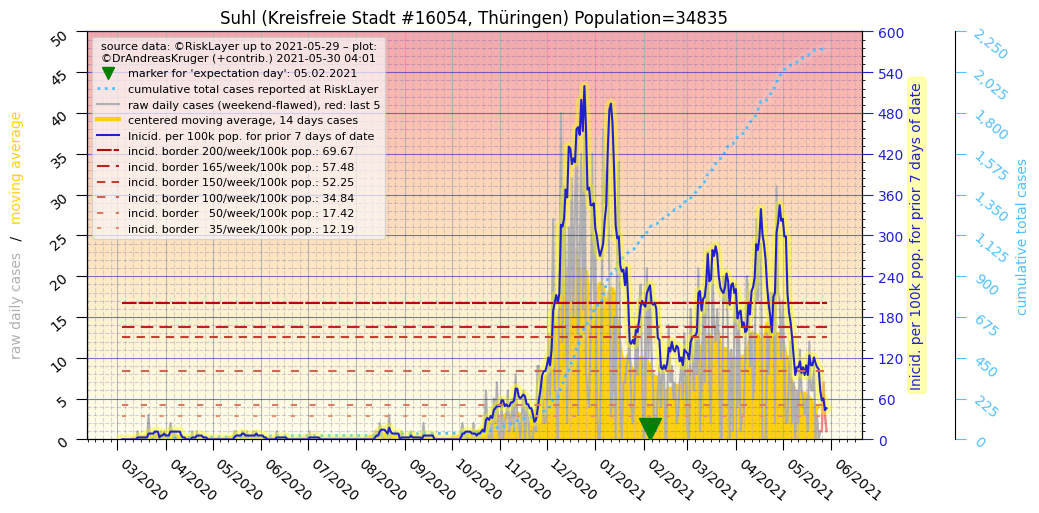 Suhl (Kreisfreie Stadt #16054, Thüringen) Population=34835
source data: ©RiskLayer up to 2021-05-29 – plot:
©DrAndreasKruger (+contrib.) 2021-05-30 04:01
marker for 'expectation day': 05.02.2021
cumulative total cases reported at RiskLayer
raw daily cases (weekend-flawed), red: last 5
centered moving average, 14 days cases
Inicid. per 100k pop. for prior 7 days of date
incid. border 200/week/100k pop.: 69.67
incid. border 165/week/100k pop.: 57.48
incid. border 150/week/100k pop.: 52.25
incid. border 100/week/100k pop.: 34.84
incid. border   50/week/100k pop.: 17.42
incid. border   35/week/100k pop.: 12.19
raw daily cases / moving average
50
45
40
35
30
25
20
15
10
5
0
03/2020
04/2020
05/2020
06/2020
07/2020
08/2020
09/2020
10/2020
11/2020
12/2020
01/2021
02/2021
03/2021
04/2021
05/2021
06/2021
600
540
480
420
360
300
240
180
120
60
0
Inicid. per 100k pop. for prior 7 days of date
2,250
2,025
1,800
1,575
1,350
1,125
900
675
450
225
0
cumulative total cases